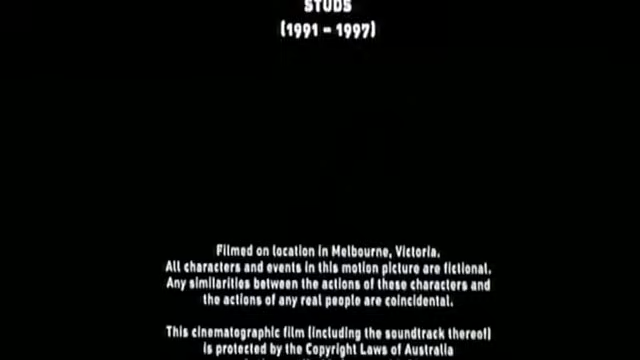 STUDS
(1991 - 1997)
Filmed on location in Melbourne, Victoria.
All characters and events in this motion picture are fictional.
Any similarities between the actions of these characters and
the actions of any real people are coincidental.
This cinematographic film (including the soundtrack thereof)
is protected by the Copyright Laws of Australia